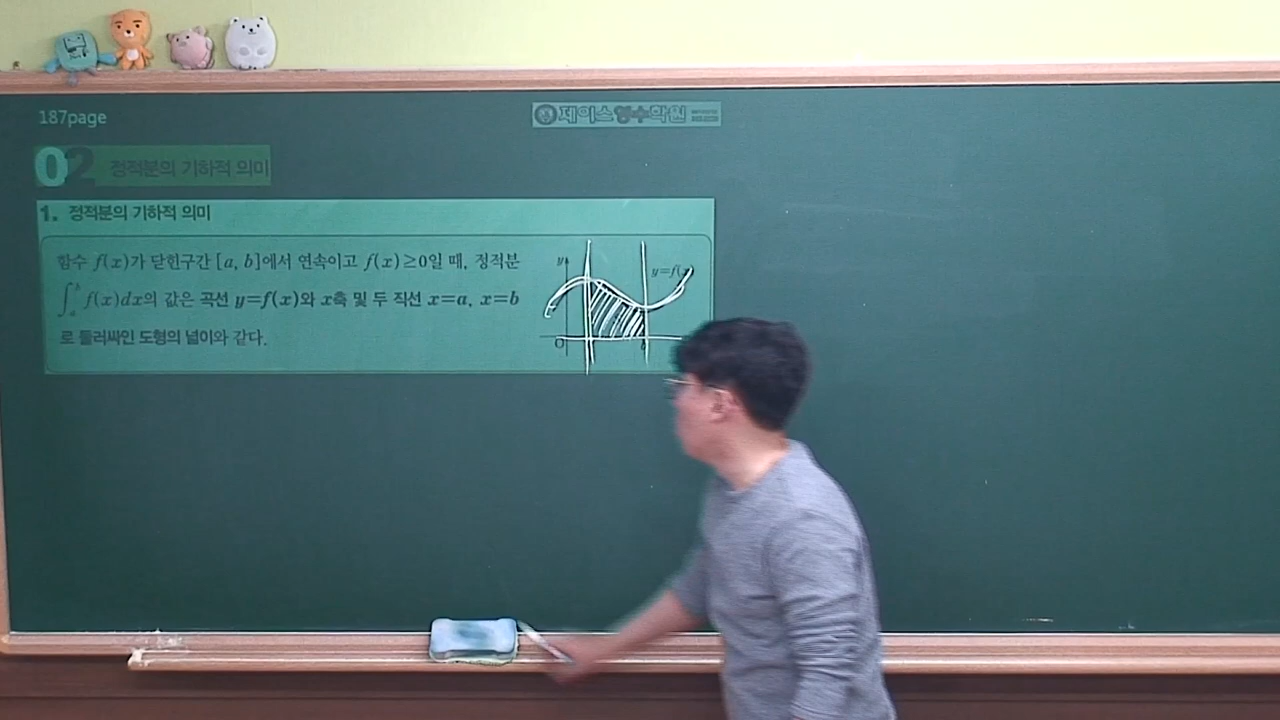 187page
제이스영수학원
02 정적분의 기하적 의미
1. 정적분의 기하적 의미
함수 f(x)가 닫힌구간 [a, b]에서 연속이고 f(x)≥0일 때, 정적분
∫_a^b f(x)dx의 값은 곡선 y=f(x)와 x축 및 두 직선 x=a, x=b
로 둘러싸인 도형의 넓이와 같다.
y
y=f(x
O
b